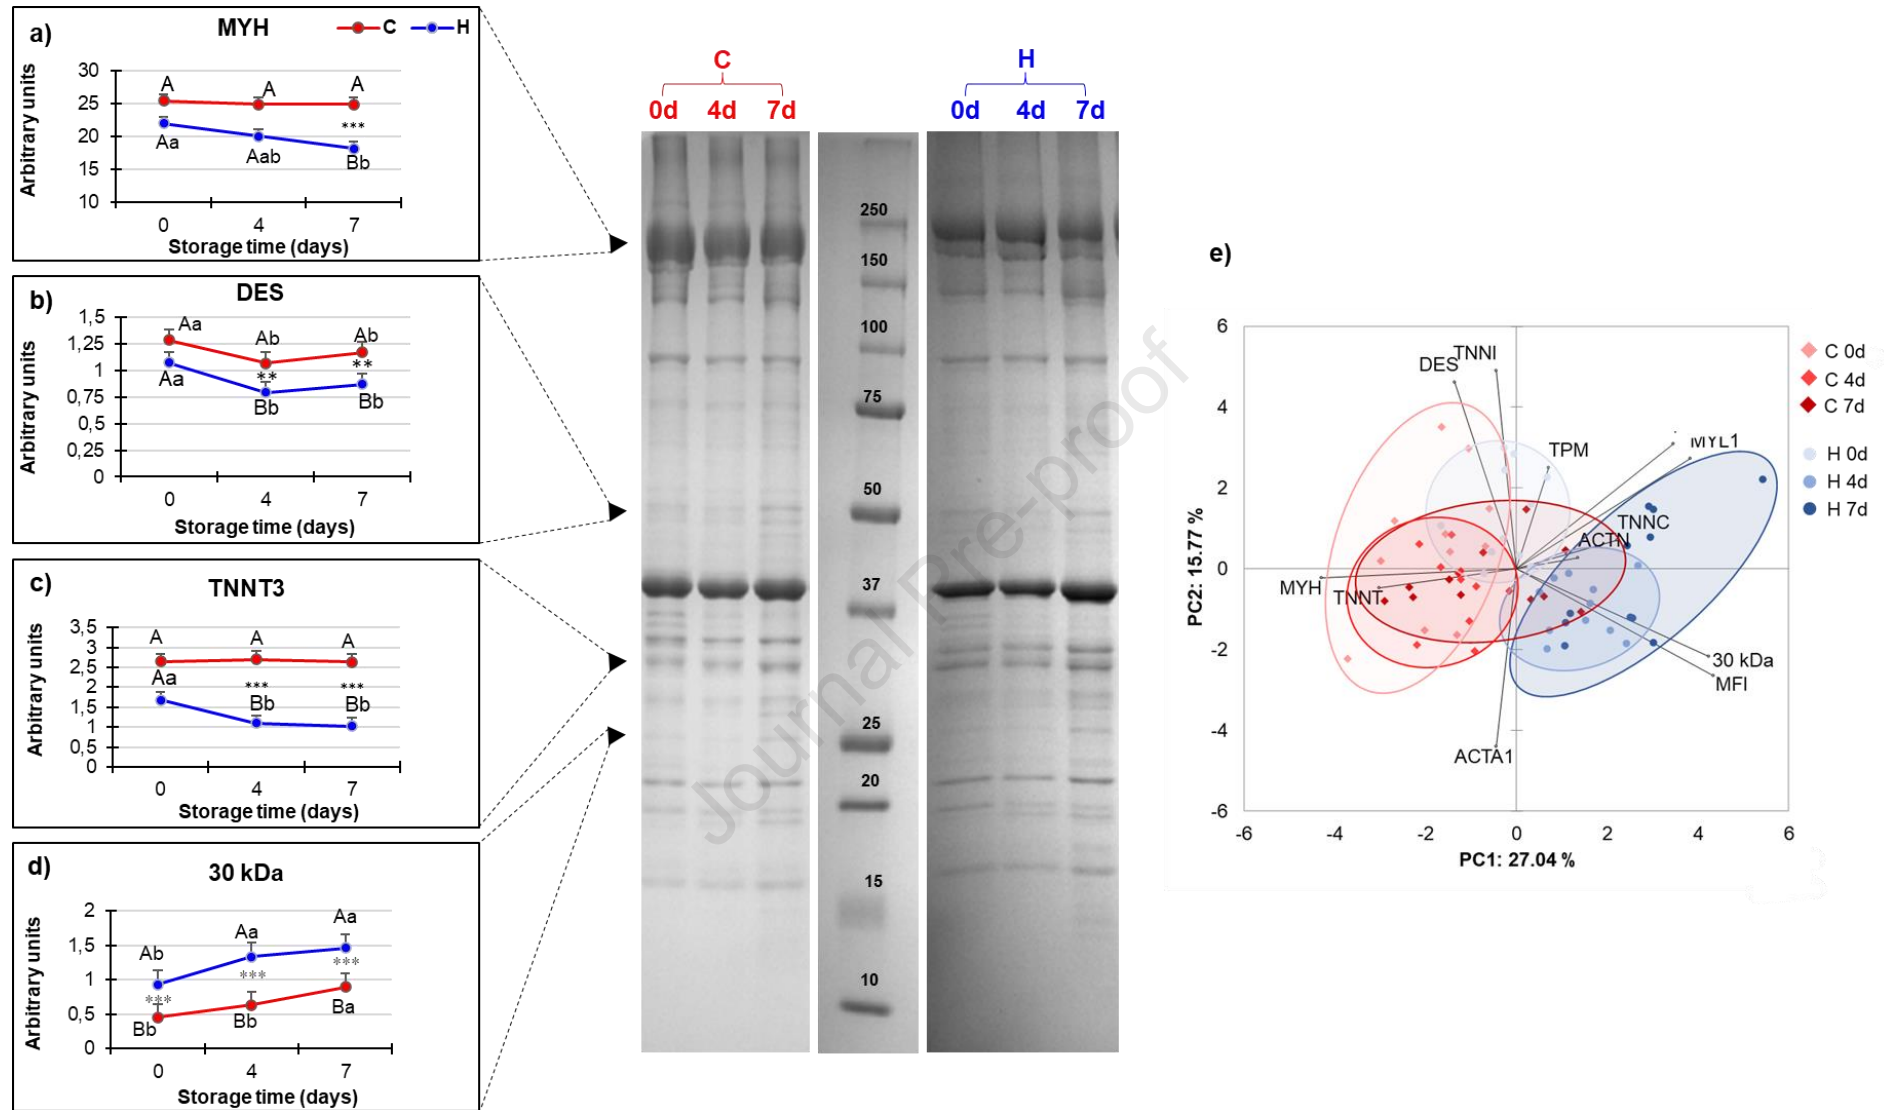 a)
MYH
C
H
Arbitrary units
30
25
20
15
10
A
A
A
***
Aa
Aab
Bb
0
4
7
Storage time (days)
b)
DES
Arbitrary units
1,5
1,25
1
0,75
0,5
0,25
0
Aa
Ab
Ab
**
**
Aa
Bb
Bb
0
4
7
Storage time (days)
c)
TNNT3
Arbitrary units
3,5
3
2,5
2
1,5
1
0,5
0
A
A
A
Aa
***
***
Bb
Bb
0
4
7
Storage time (days)
d)
30 kDa
Arbitrary units
2
1,5
1
0,5
0
Ab
Aa
Aa
***
***
***
Bb
Bb
Ba
0
4
7
Storage time (days)
C
0d 4d 7d
H
0d 4d 7d
250
150
100
75
50
37
25
20
15
10
Journal Pre-proof
e)
PC2: 15.77 %
6
4
2
0
-2
-4
-6
-6
-4
-2
0
2
4
6
PC1: 27.04 %
DES
TNNI
TPM
MYL1
TNNC
ACTN
MYH
TNNT
30 kDa
MFI
ACTA1
C 0d
C 4d
C 7d
H 0d
H 4d
H 7d